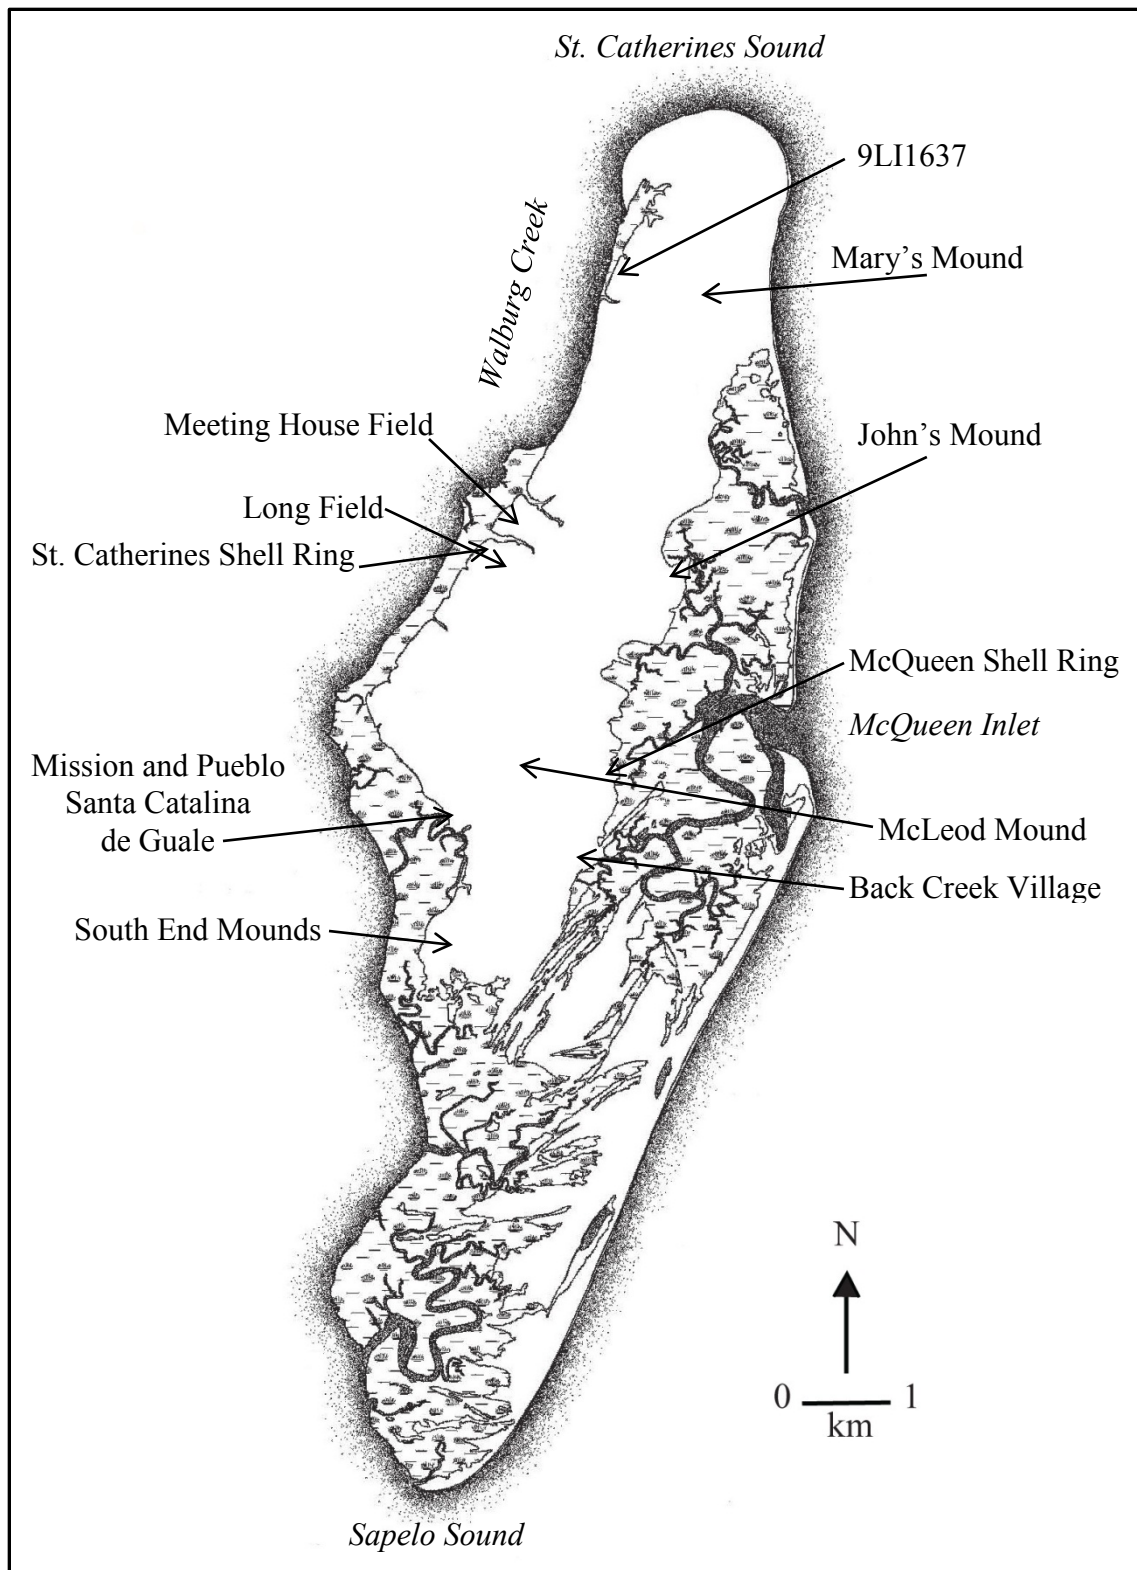 St. Catherines Sound
9LI1637
Walburg Creek
Mary's Mound
Meeting House Field
John's Mound
Long Field
St. Catherines Shell Ring
McQueen Shell Ring
McQueen Inlet
Mission and Pueblo
Santa Catalina
de Guale
McLeod Mound
Back Creek Village
South End Mounds
N
0 1
km
Sapelo Sound